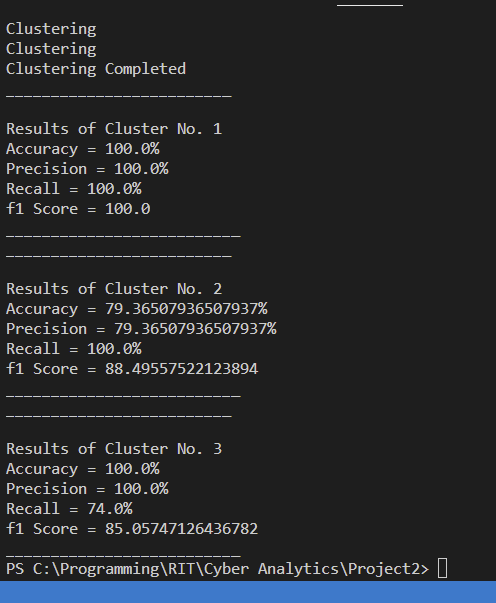 Clustering
Clustering
Clustering Completed
_________________________
Results of Cluster No. 1
Accuracy = 100.0%
Precision = 100.0%
Recall = 100.0%
f1 Score = 100.0
__________________________
_________________________
Results of Cluster No. 2
Accuracy = 79.36507936507937%
Precision = 79.36507936507937%
Recall = 100.0%
f1 Score = 88.49557522123894
__________________________
_________________________
Results of Cluster No. 3
Accuracy = 100.0%
Precision = 100.0%
Recall = 74.0%
f1 Score = 85.05747126436782
__________________________
PS C:\Programming\RIT\Cyber Analytics\Project2>